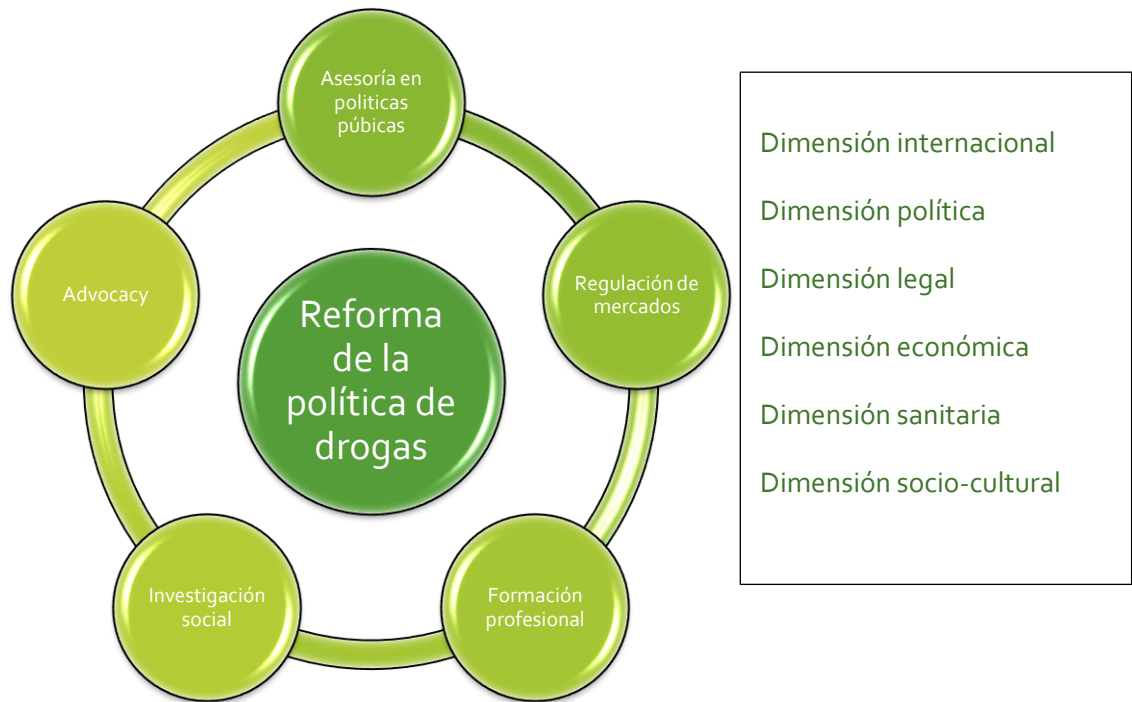 Asesoría en
politicas
púbicas
Regulación de
mercados
Formación
profesional
Investigación
social
Advocacy
Reforma
de la
política de
drogas
Dimensión internacional
Dimensión política
Dimensión legal
Dimensión económica
Dimensión sanitaria
Dimensión socio-cultural